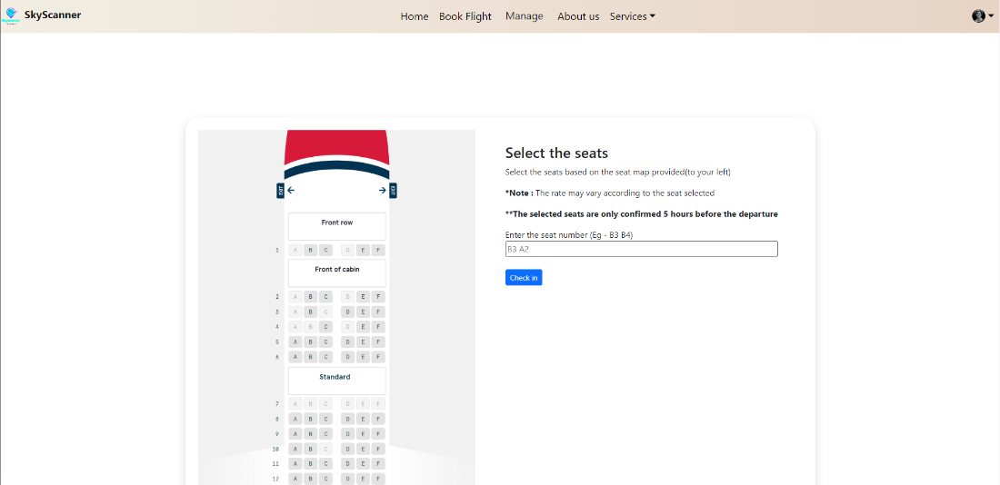 SkyScanner Home Book Flight Manage About us Services
EXIT EXIT
Front row
1 A B C D E F
Front of cabin
2 A B C D E F
3 A B C D E F
4 A B C D E F
5 A B C D E F
6 A B C D E F
Standard
7 A B C D E F
8 A B C D E F
9 A B C D E F
10 A B C D E F
11 A B C D E F
12 A B C D E F
Select the seats
Select the seats based on the seat map provided(to your left)
*Note : The rate may vary according to the seat selected
**The selected seats are only confirmed 5 hours before the departure
Enter the seat number (Eg - B3 B4)
B3 A2
Check in